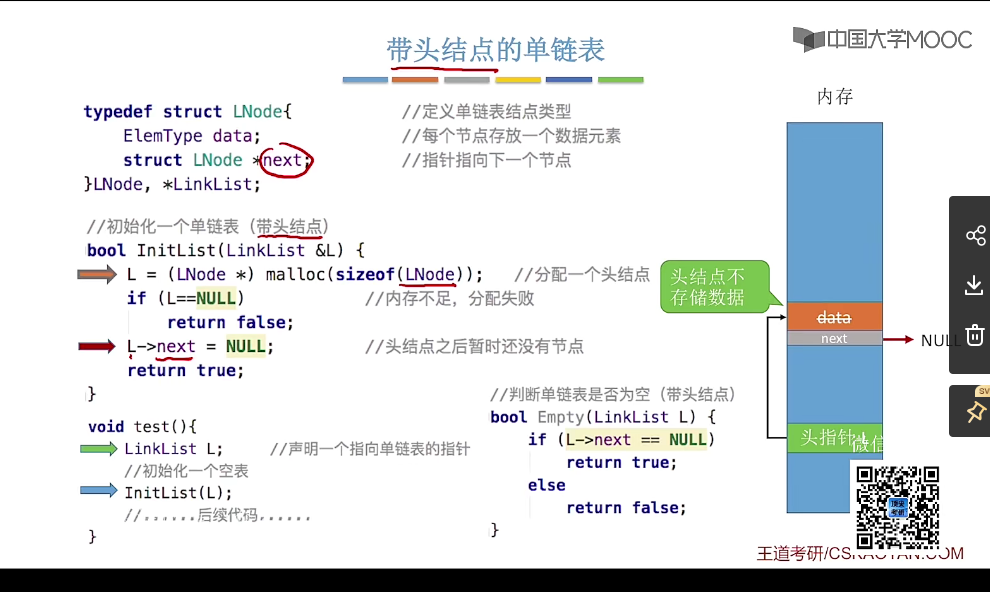 带头结点的单链表
中国大学MOOC
typedef struct LNode{ //定义单链表结点类型
ElemType data; //每个节点存放一个数据元素
struct LNode *next; //指针指向下一个节点
}LNode, *LinkList;
//初始化一个单链表（带头结点）
bool InitList(LinkList &L) {
L = (LNode *) malloc(sizeof(LNode)); //分配一个头结点
if (L==NULL) //内存不足，分配失败
return false;
L->next = NULL; //头结点之后暂时还没有节点
return true;
}
void test(){
LinkList L; //声明一个指向单链表的指针
//初始化一个空表
InitList(L);
//......后续代码......
}
//判断单链表是否为空（带头结点）
bool Empty(LinkList L) {
if (L->next == NULL)
return true;
else
return false;
}
内存
头结点不
存储数据
data
next
NULL
头指针L
微信
SV
王道考研/CSKAOYAN.COM